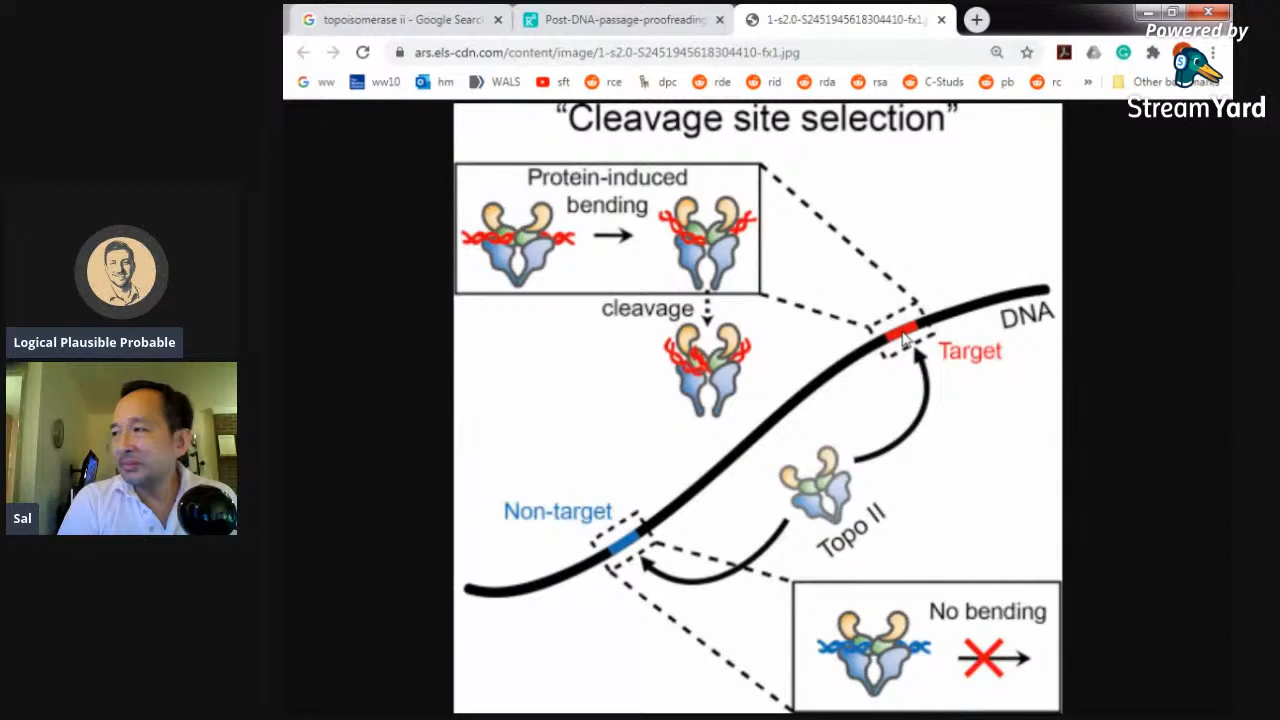 topoisomerase ii - Google Searc
Post-DNA-passage-proofreading
1-s2.0-S2451945618304410-fx1.
ars.els-cdn.com/content/image/1-s2.0-S2451945618304410-fx1.jpg
ww ww10 hm WALS sft rce dpc rde rid rda rsa C-Studs pb rc » Other bo
Powered by
StreamYard
"Cleavage site selection"
Protein-induced
bending
cleavage
DNA
Target
Non-target
Topo II
No bending
Logical Plausible Probable
Sal